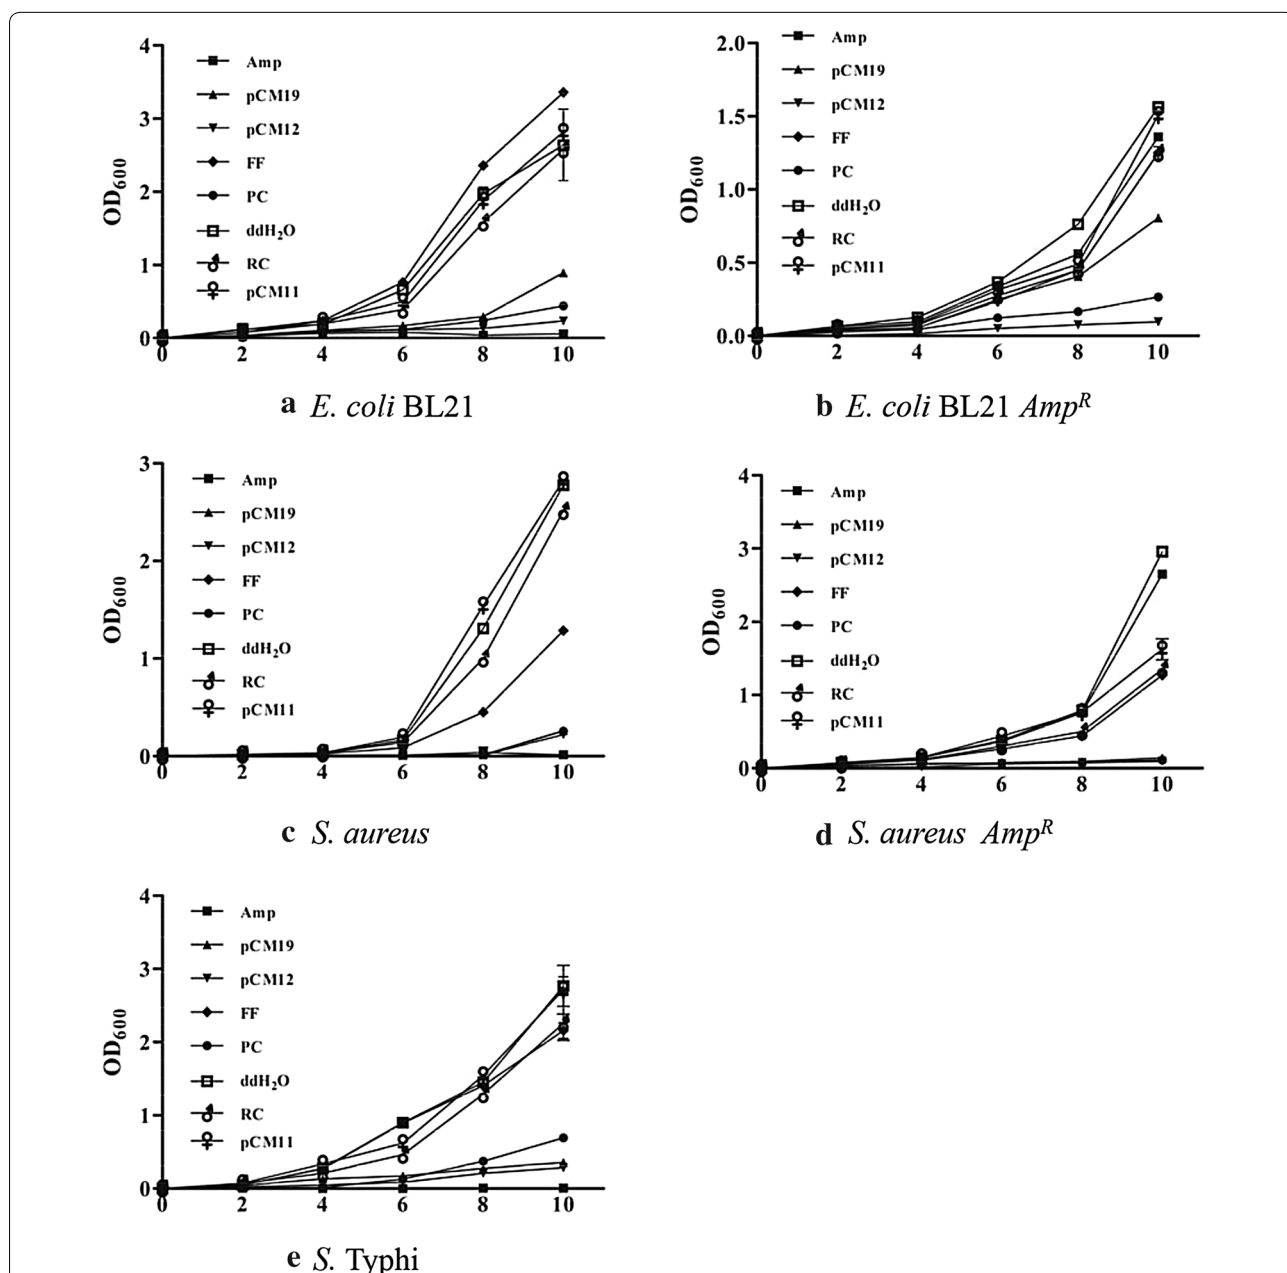 4
3
2
1
0
OD600
Amp
pCM19
pCM12
FF
PC
ddH2O
RC
pCM11
0 2 4 6 8 10
a E. coli BL21
2.0
1.5
1.0
0.5
0.0
OD600
Amp
pCM19
pCM12
FF
PC
ddH2O
RC
pCM11
0 2 4 6 8 10
b E. coli BL21 AmpR
3
2
1
0
OD600
Amp
pCM19
pCM12
FF
PC
ddH2O
RC
pCM11
0 2 4 6 8 10
c S. aureus
4
3
2
1
0
OD600
Amp
pCM19
pCM12
FF
PC
ddH2O
RC
pCM11
0 2 4 6 8 10
d S. aureus AmpR
4
3
2
1
0
OD600
Amp
pCM19
pCM12
FF
PC
ddH2O
RC
pCM11
0 2 4 6 8 10
e S. Typhi